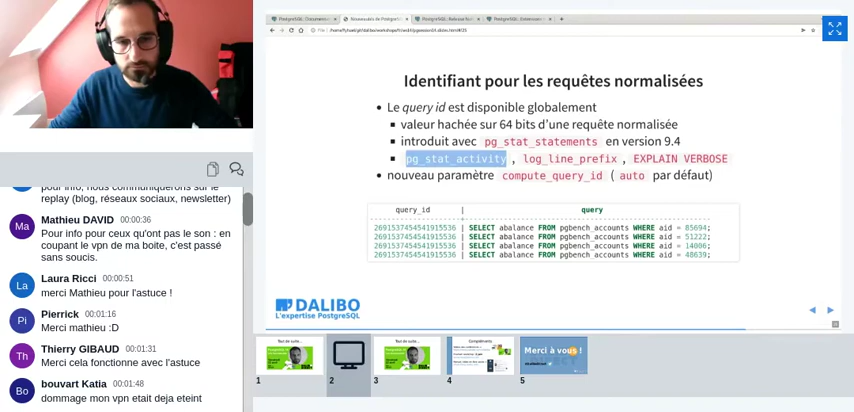 pour info, nous communiquerons sur le
replay (blog, réseaux sociaux, newsletter)
Ma
Mathieu DAVID 00:00:36
Pour info pour ceux qu'ont pas le son : en
coupant le vpn de ma boite, c'est passé
sans soucis.
La
Laura Ricci 00:00:51
merci Mathieu pour l'astuce !
Pi
Pierrick 00:01:16
Merci mathieu :D
Th
Thierry GIBAUD 00:01:31
Merci cela fonctionne avec l'astuce
Bo
bouvart Katia 00:01:48
dommage mon vpn etait deja eteint
Identifiant pour les requêtes normalisées
Le query id est disponible globalement
valeur hachée sur 64 bits d'une requête normalisée
introduit avec pg_stat_statements en version 9.4
pg_stat_activity , log_line_prefix , EXPLAIN VERBOSE
nouveau paramètre compute_query_id ( auto par défaut)
query_id | query
2691537454541915536 | SELECT abalance FROM pgbench_accounts WHERE aid = 85694;
2691537454541915536 | SELECT abalance FROM pgbench_accounts WHERE aid = 51222;
2691537454541915536 | SELECT abalance FROM pgbench_accounts WHERE aid = 14006;
2691537454541915536 | SELECT abalance FROM pgbench_accounts WHERE aid = 48639;
DALIBO
L'expertise PostgreSQL
Merci à vous !
1
2
3
4
5